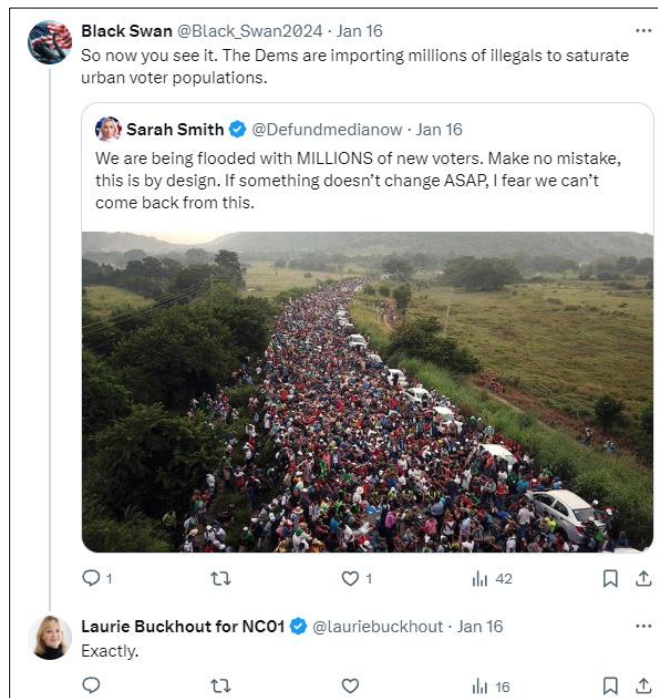 Black Swan @Black_Swan2024 · Jan 16
So now you see it. The Dems are importing millions of illegals to saturate
urban voter populations.
Sarah Smith @Defundmedianow · Jan 16
We are being flooded with MILLIONS of new voters. Make no mistake,
this is by design. If something doesn't change ASAP, I fear we can't
come back from this.
1 1 42
Laurie Buckhout for NC01 @lauriebuckhout · Jan 16
Exactly.
16